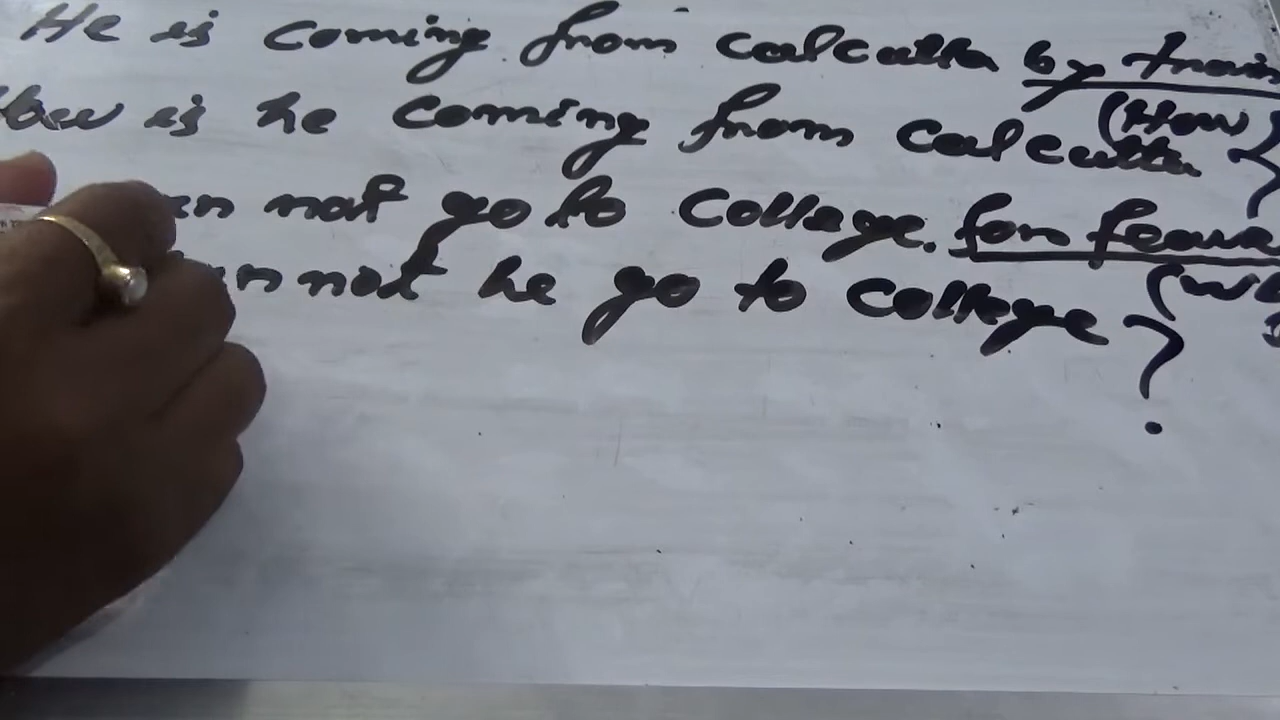 He is coming from Calcutta by train
How is he coming from Calcutta (How)
not go to College. for fear
not he go to college ?